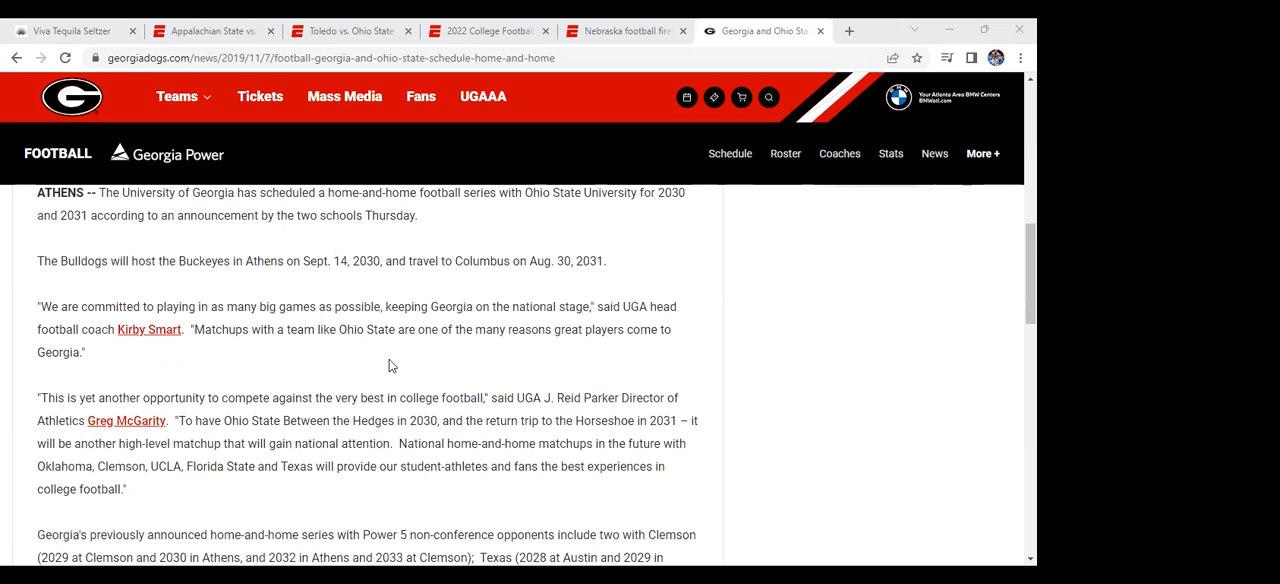 Viva Tequila Seltzer
Appalachian State vs.
Toledo vs. Ohio State
2022 College Football
Nebraska football fire
Georgia and Ohio Sta
georgiadogs.com/news/2019/11/7/football-georgia-and-ohio-state-schedule-home-and-home
G
Teams
Tickets
Mass Media
Fans
UGAAA
Your Atlanta Area BMW Centers
BMWatl.com
FOOTBALL
Georgia Power
Schedule
Roster
Coaches
Stats
News
More +
ATHENS -- The University of Georgia has scheduled a home-and-home football series with Ohio State University for 2030
and 2031 according to an announcement by the two schools Thursday.
The Bulldogs will host the Buckeyes in Athens on Sept. 14, 2030, and travel to Columbus on Aug. 30, 2031.
"We are committed to playing in as many big games as possible, keeping Georgia on the national stage," said UGA head
football coach Kirby Smart.  "Matchups with a team like Ohio State are one of the many reasons great players come to
Georgia."
"This is yet another opportunity to compete against the very best in college football," said UGA J. Reid Parker Director of
Athletics Greg McGarity.  "To have Ohio State Between the Hedges in 2030, and the return trip to the Horseshoe in 2031 – it
will be another high-level matchup that will gain national attention.  National home-and-home matchups in the future with
Oklahoma, Clemson, UCLA, Florida State and Texas will provide our student-athletes and fans the best experiences in
college football."
Georgia's previously announced home-and-home series with Power 5 non-conference opponents include two with Clemson
(2029 at Clemson and 2030 in Athens, and 2032 in Athens and 2033 at Clemson);  Texas (2028 at Austin and 2029 in